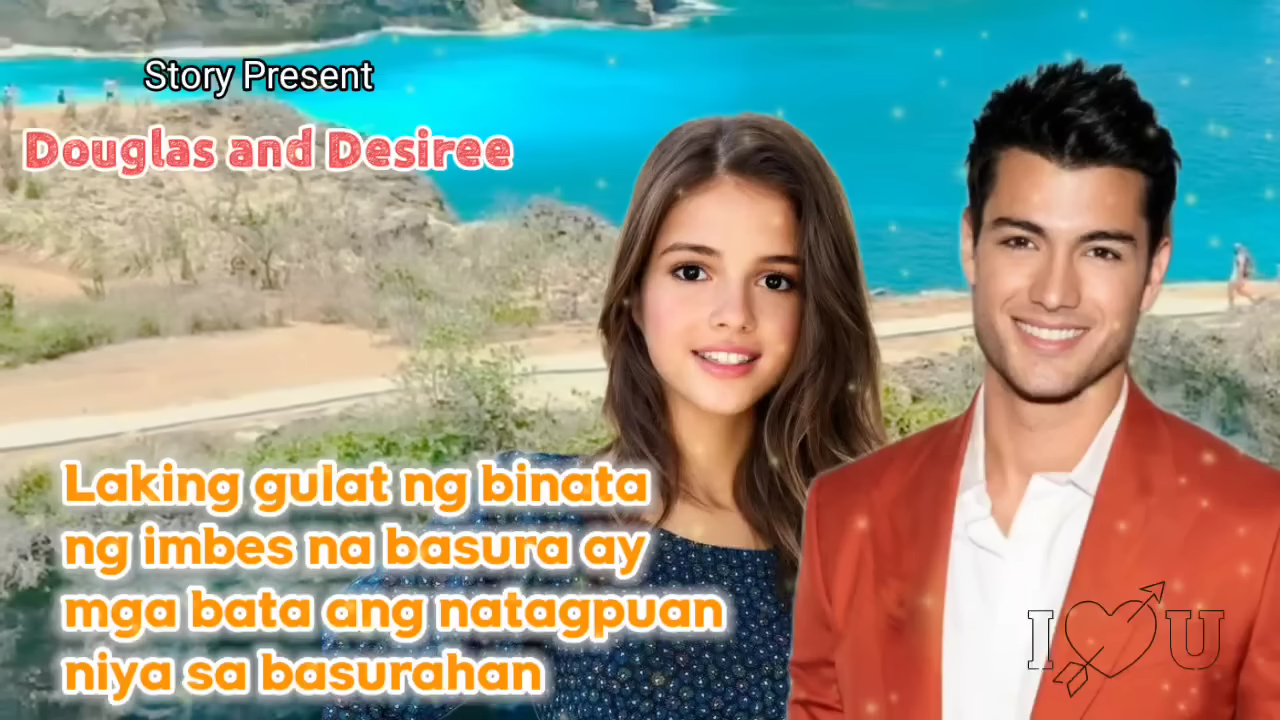 Story Present
Douglas and Desiree
Laking gulat ng binata
ng imbes na basura ay
mga bata ang natagpuan
niya sa basurahan
I U